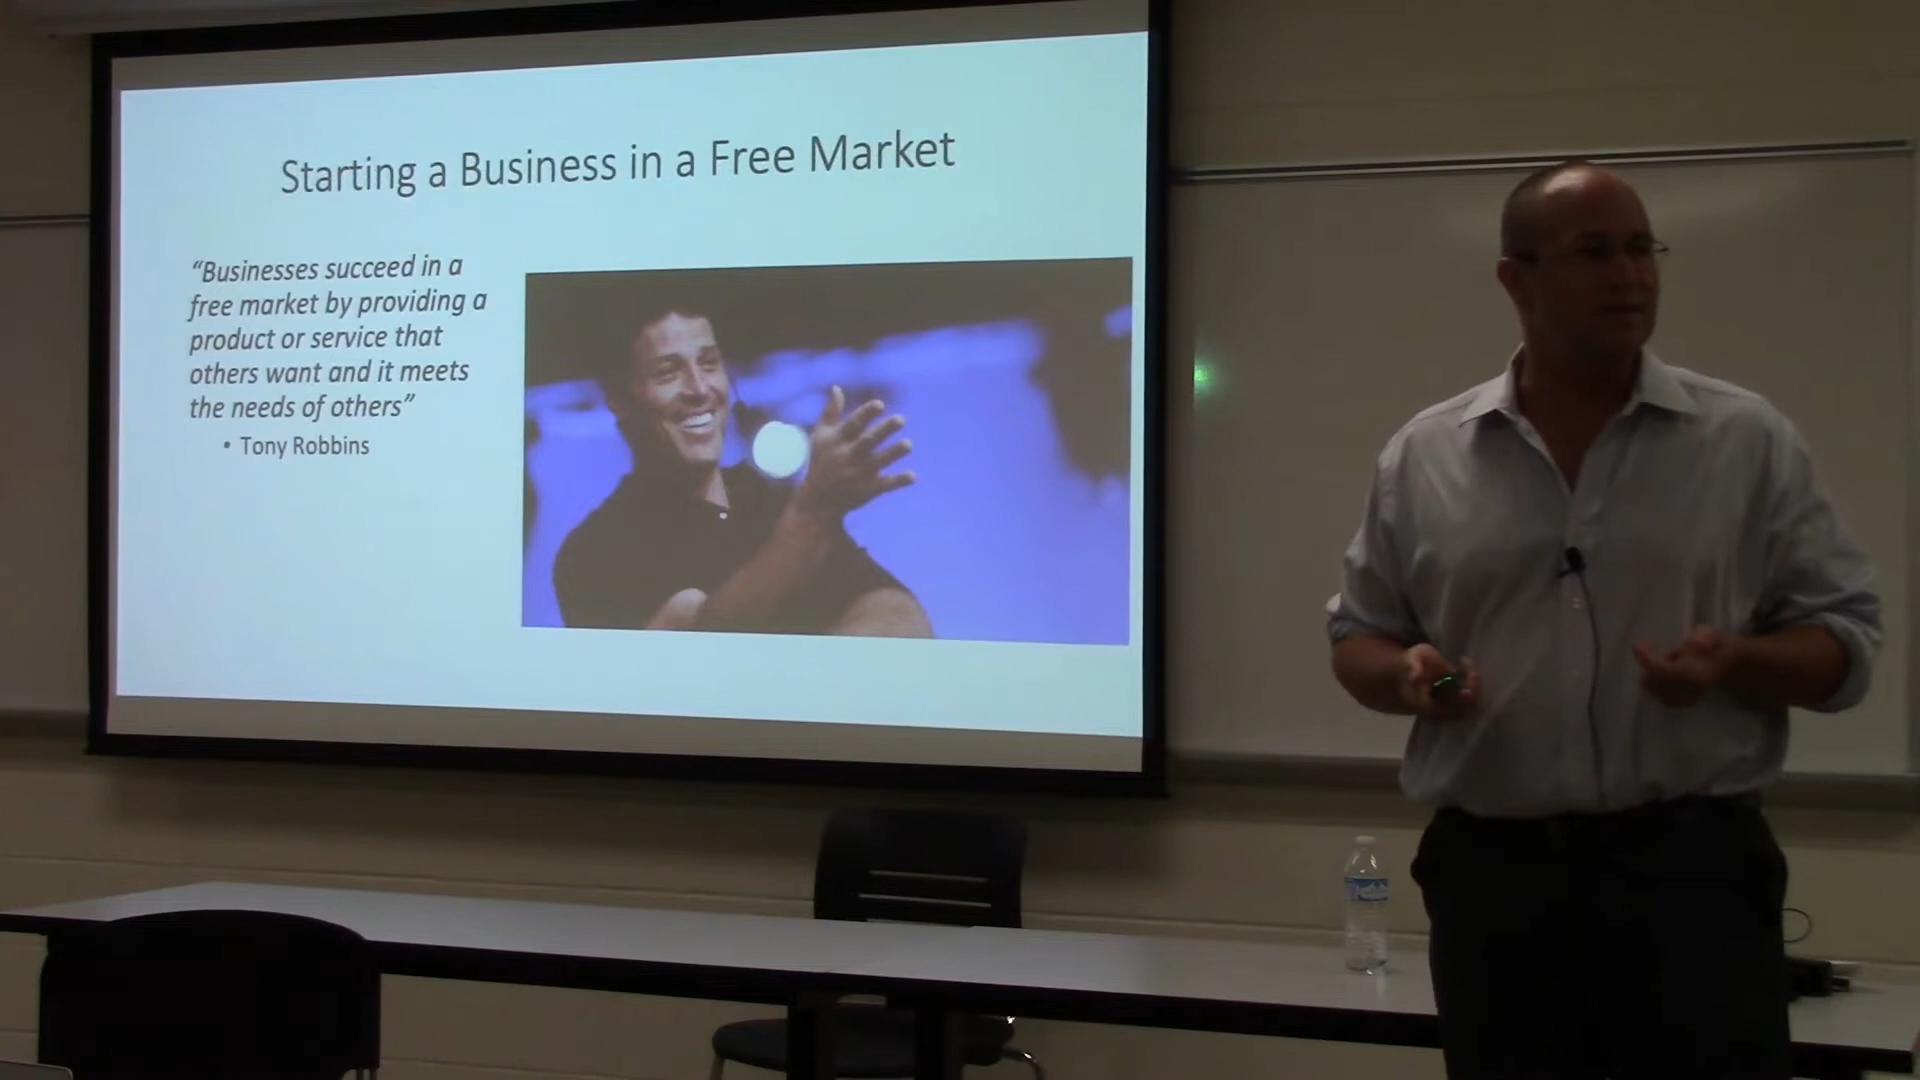 Starting a Business in a Free Market
“Businesses succeed in a
free market by providing a
product or service that
others want and it meets
the needs of others”
• Tony Robbins